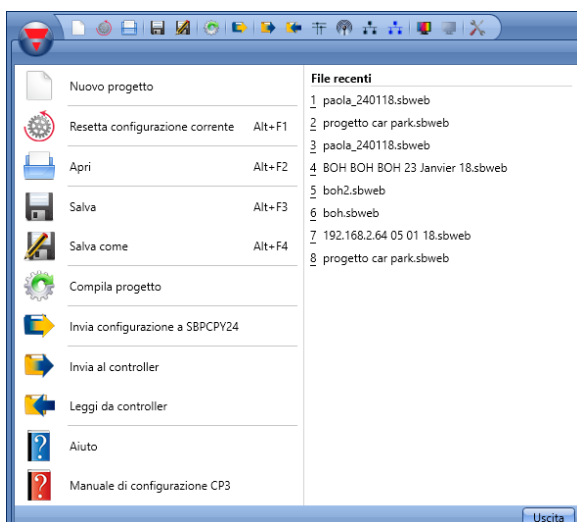 Nuovo progetto
Resetta configurazione corrente Alt+F1
Apri Alt+F2
Salva Alt+F3
Salva come Alt+F4
Compila progetto
Invia configurazione a SBPCPY24
Invia al controller
Leggi da controller
Aiuto
Manuale di configurazione CP3
File recenti
1 paola_240118.sbweb
2 progetto car park.sbweb
3 paola_240118.sbweb
4 BOH BOH BOH 23 Janvier 18.sbweb
5 boh2.sbweb
6 boh.sbweb
7 192.168.2.64 05 01 18.sbweb
8 progetto car park.sbweb
Uscita